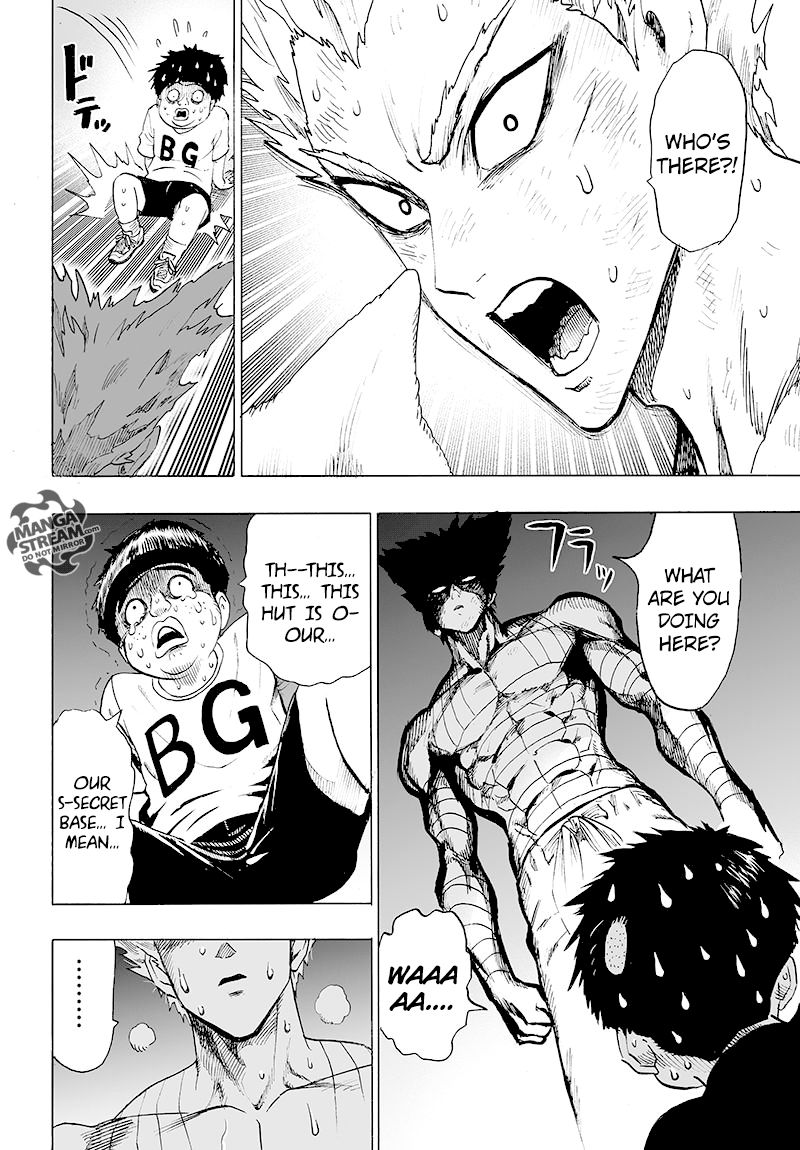 WHO'S
THERE?!
ドテッ
BG
WHAT
ARE YOU
DOING
HERE?
フラッ
WAAA
AA....
TH--THIS...
THIS... THIS
HUT IS O-
OUR...
BG
OUR
S-SECRET
BASE... I
MEAN...
........
MANGA
STREAM.com
DO NOT MIRROR